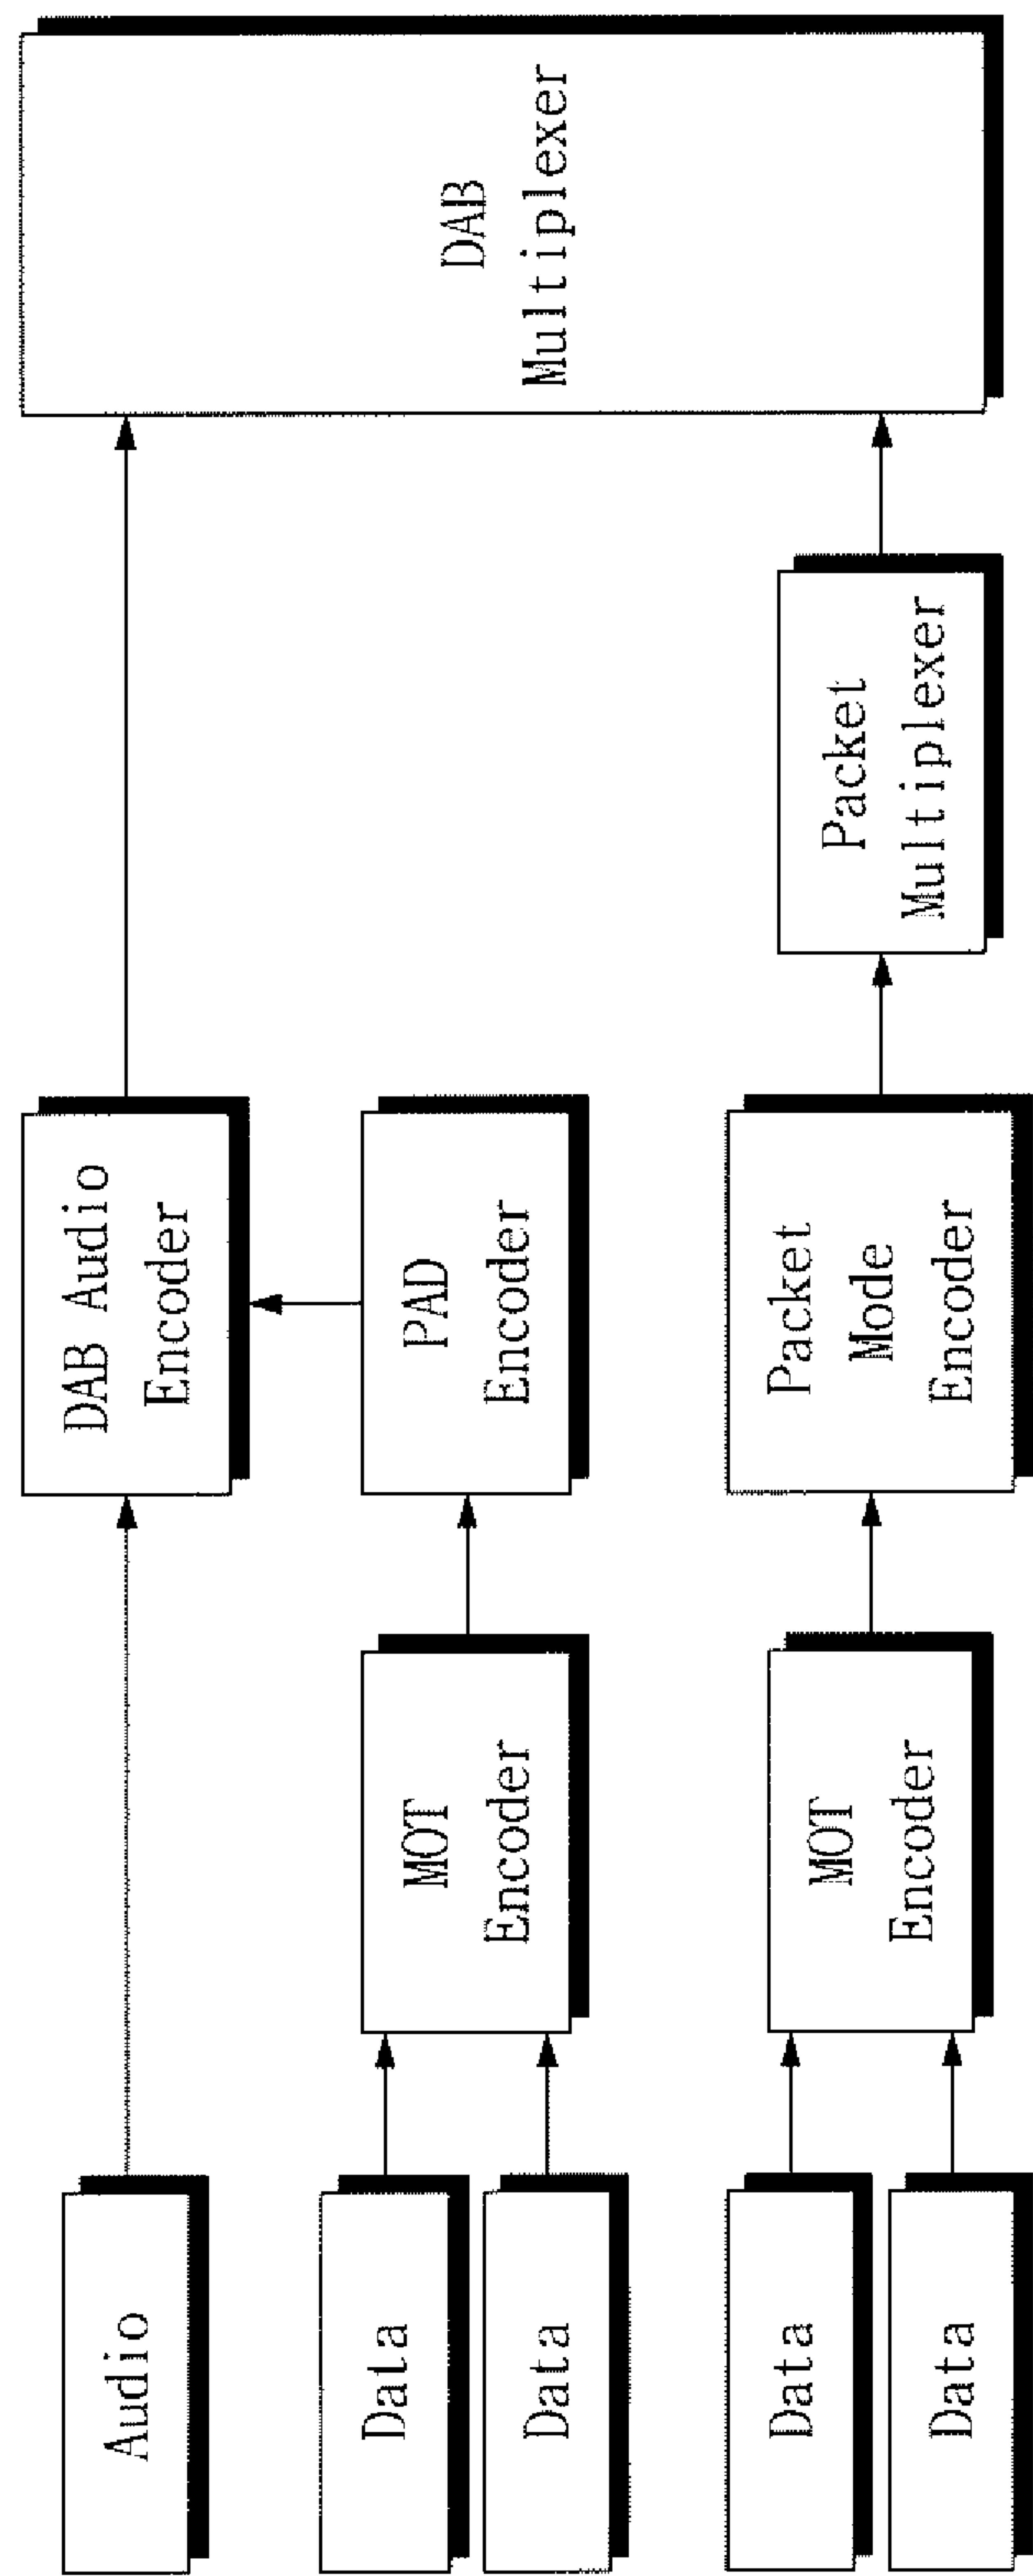 Audio
DAB Audio
Encoder
DAB
Multiplexer
Data
Data
MOT
Encoder
PAD
Encoder
Data
Data
MOT
Encoder
Packet
Mode
Encoder
Packet
Multiplexer